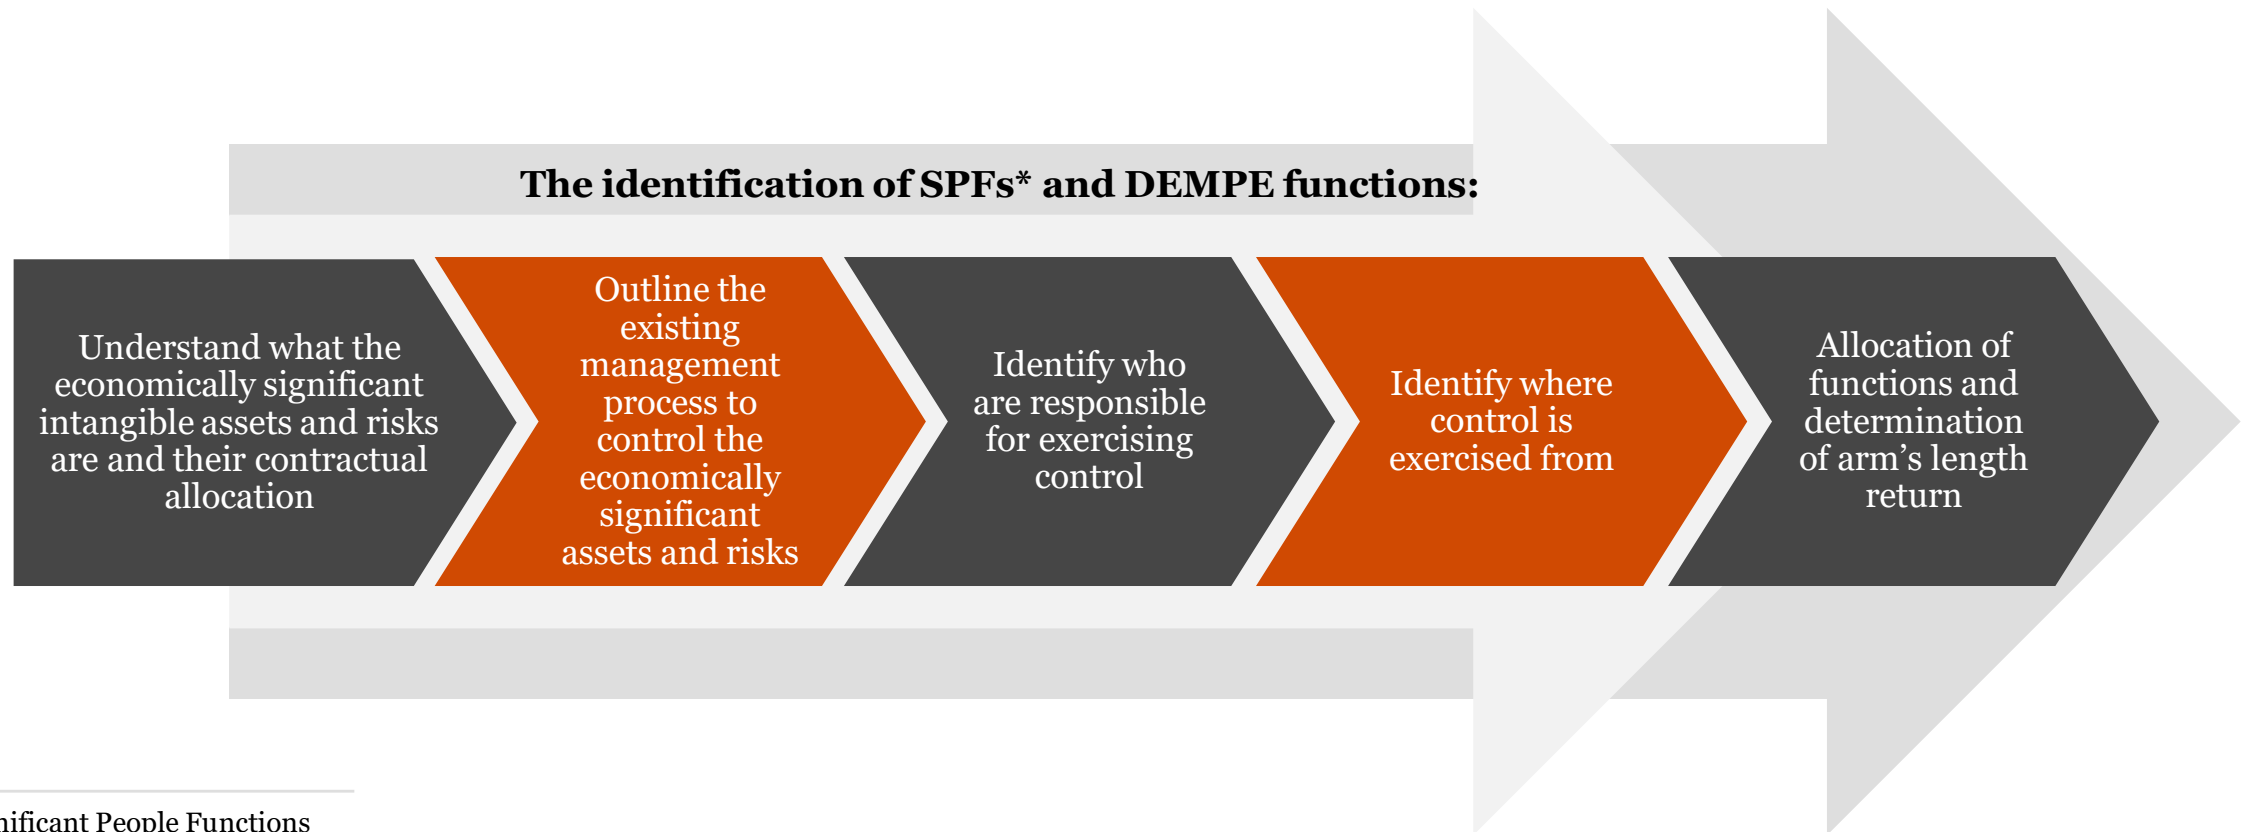 The identification of SPFs* and DEMPE functions:
Understand what the
economically significant
intangible assets and risks
are and their contractual
allocation
Outline the
existing
management
process to
control the
economically
significant
assets and risks
Identify who
are responsible
for exercising
control
Identify where
control is
exercised from
Allocation of
functions and
determination
of arm’s length
return
People Functions